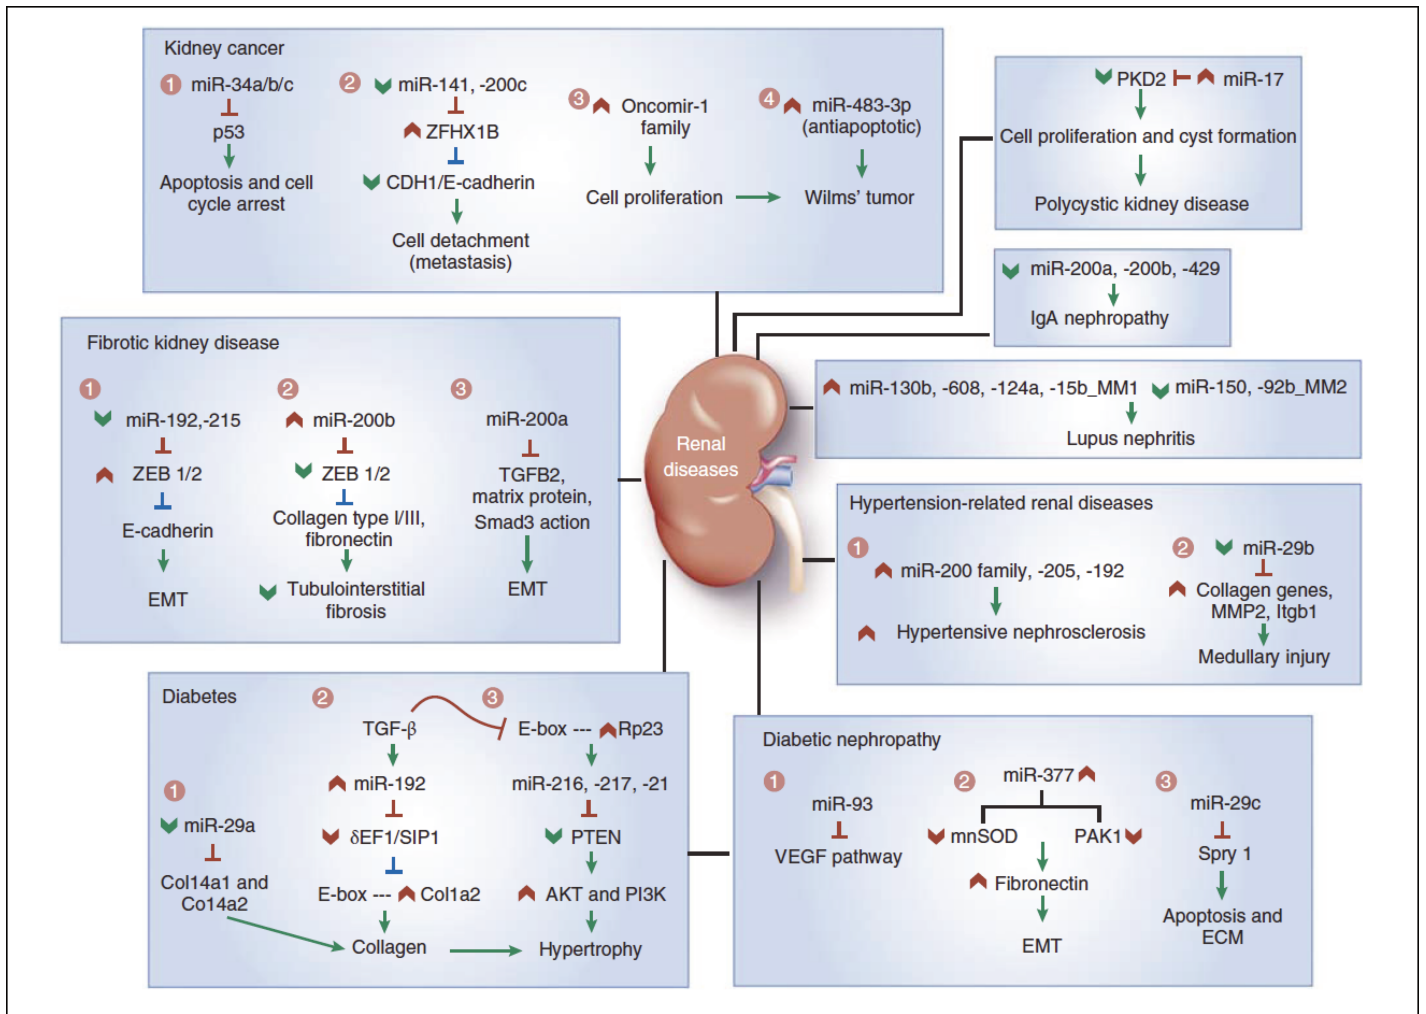 Kidney cancer
1 miR-34a/b/c
p53
Apoptosis and cell
cycle arrest
2 miR-141, -200c
ZFHX1B
CDH1/E-cadherin
Cell detachment
(metastasis)
3 Oncomir-1
family
Cell proliferation
4 miR-483-3p
(antiapoptotic)
Wilms' tumor
PKD2 miR-17
Cell proliferation and cyst formation
Polycystic kidney disease
miR-200a, -200b, -429
IgA nephropathy
Fibrotic kidney disease
1
miR-192,-215
ZEB 1/2
E-cadherin
EMT
2
miR-200b
ZEB 1/2
Collagen type I/III,
fibronectin
Tubulointerstitial
fibrosis
3
miR-200a
TGFB2,
matrix protein,
Smad3 action
EMT
Renal
diseases
miR-130b, -608, -124a, -15b_MM1 miR-150, -92b_MM2
Lupus nephritis
Hypertension-related renal diseases
1
miR-200 family, -205, -192
Hypertensive nephrosclerosis
2 miR-29b
Collagen genes,
MMP2, Itgb1
Medullary injury
Diabetes
1
miR-29a
Col14a1 and
Co14a2
2
TGF-β
miR-192
δEF1/SIP1
E-box --- Col1a2
Collagen
3
E-box --- Rp23
miR-216, -217, -21
PTEN
AKT and PI3K
Hypertrophy
Diabetic nephropathy
1
miR-93
VEGF pathway
2 miR-377
mnSOD PAK1
Fibronectin
EMT
3
miR-29c
Spry 1
Apoptosis and
ECM